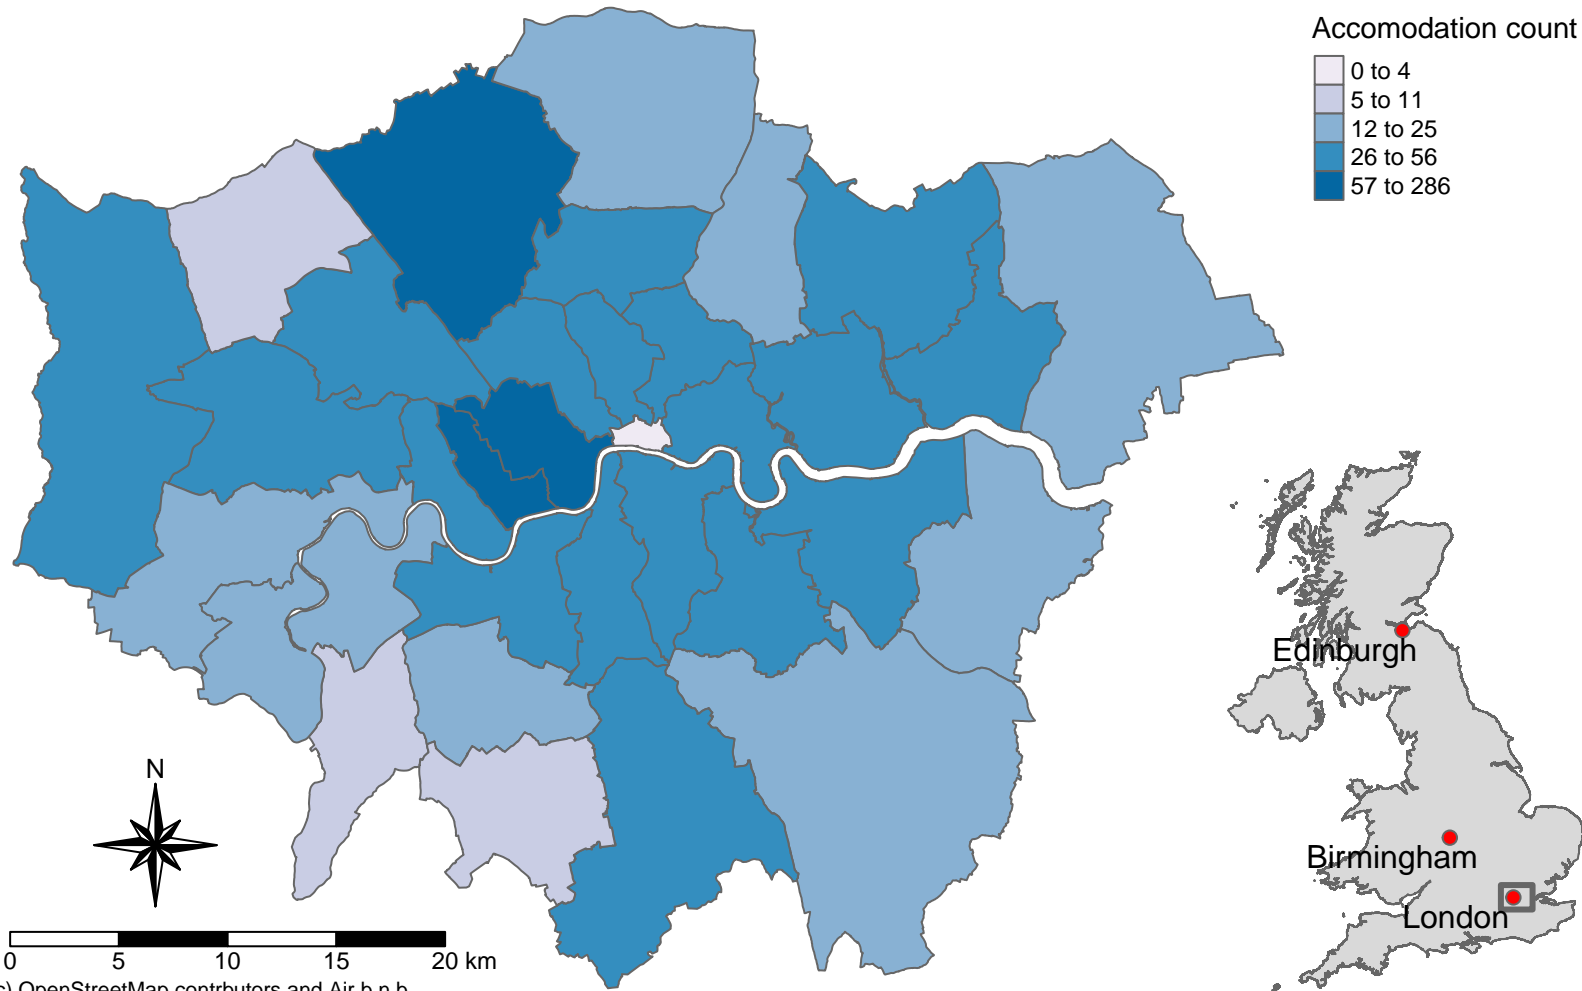 Accomodation count
0 to 4
5 to 11
12 to 25
26 to 56
57 to 286
Edinburgh
Birmingham
London
N
0 5 10 15 20 km
c) OpenStreetMap contrbutors and Air b n b